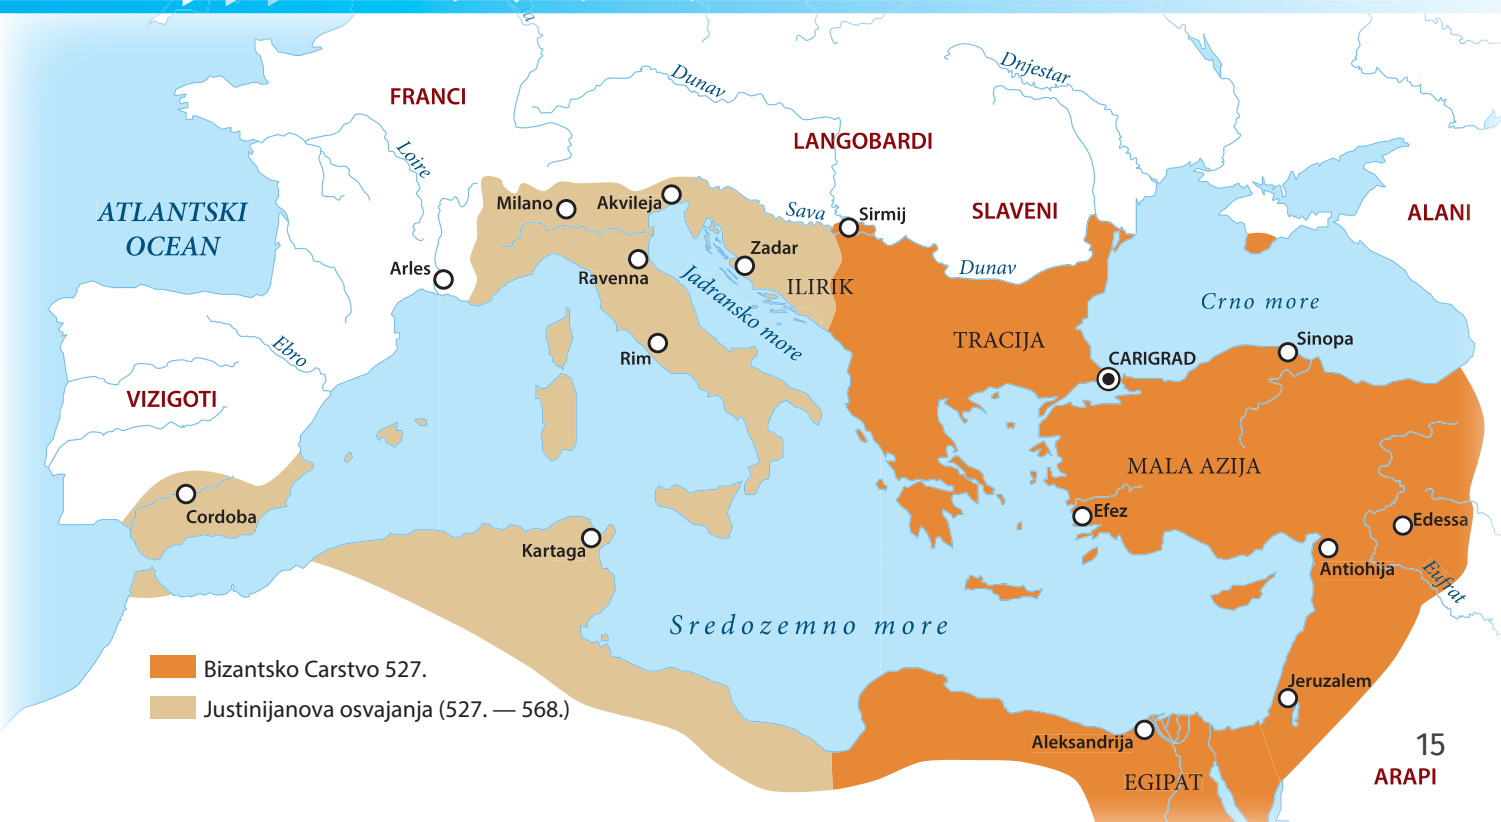 Dnjestar
Dunav
FRANCI
LANGOBARDI
Loire
ATLANTSKI
OCEAN
Milano
Akvileja
Sava
Sirmij
SLAVENI
ALANI
Zadar
Arles
Ravenna
Dunav
ILIRIK
Jadransko more
Crno more
Ebro
Rim
TRACIJA
Sinopa
CARIGRAD
VIZIGOTI
MALA AZIJA
Cordoba
Efez
Edessa
Kartaga
Antiohija
Eufrat
Sredozemno more
Bizantsko Carstvo 527.
Jeruzalem
Justinijanova osvajanja (527. — 568.)
Aleksandrija
15
ARAPI
EGIPAT